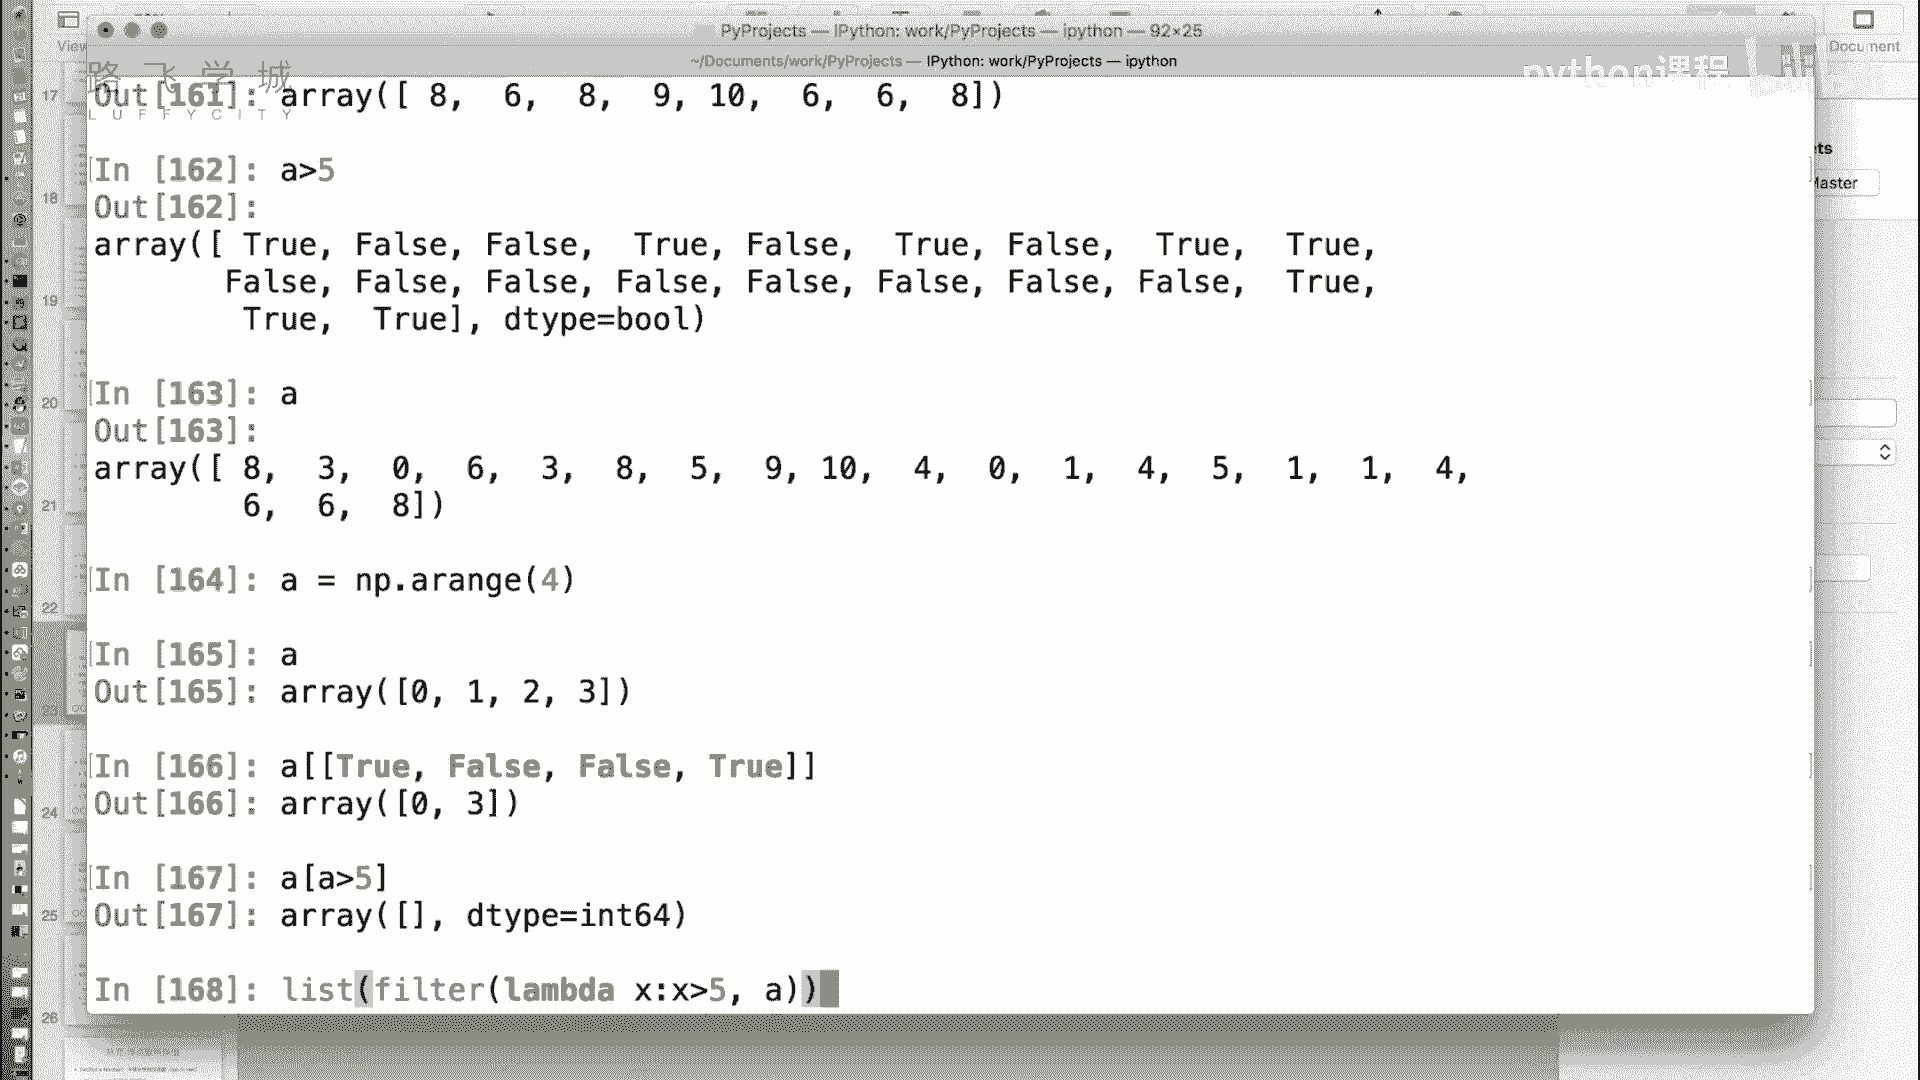 PyProjects — IPython: work/PyProjects — ipython — 92×25
~/Documents/work/PyProjects — IPython: work/PyProjects — ipython
View
Document
路飞学城
LUFFYCITY
python课程
Out[161]: array([ 8,  6,  8,  9, 10,  6,  6,  8])
In [162]: a>5
Out[162]:
array([ True, False, False,  True, False,  True, False,  True,  True,
False, False, False, False, False, False, False, False,  True,
True,  True], dtype=bool)
In [163]: a
Out[163]:
array([ 8,  3,  0,  6,  3,  8,  5,  9, 10,  4,  0,  1,  4,  5,  1,  1,  4,
6,  6,  8])
In [164]: a = np.arange(4)
In [165]: a
Out[165]: array([0, 1, 2, 3])
In [166]: a[[True, False, False, True]]
Out[166]: array([0, 3])
In [167]: a[a>5]
Out[167]: array([], dtype=int64)
In [168]: list(filter(lambda x:x>5, a))
17
18
19
20
21
22
23
24
25
26
ts
Master